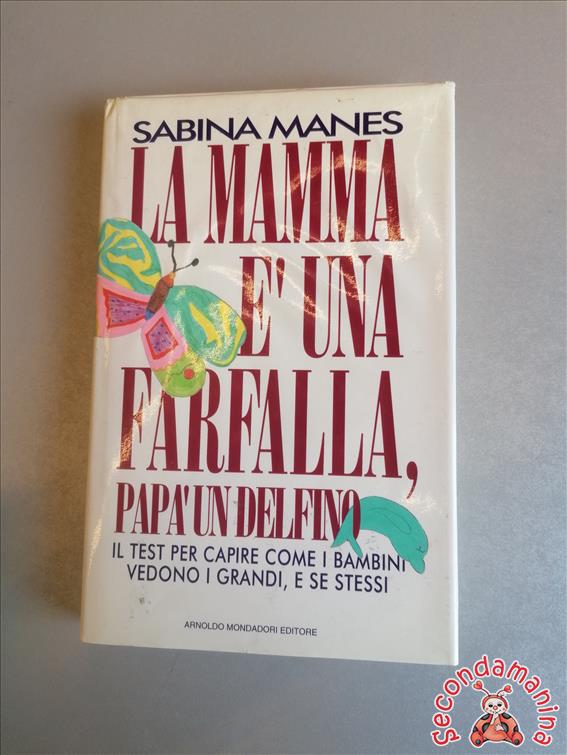 SABINA MANES
LA MAMMA
E' UNA
FARFALLA,
PAPA' UN DELFINO
IL TEST PER CAPIRE COME I BAMBINI
VEDONO I GRANDI, E SE STESSI
ARNOLDO MONDADORI EDITORE
secondamanina